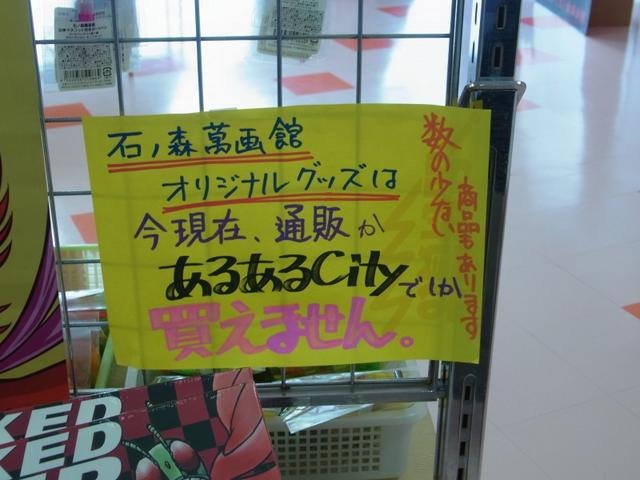 石ノ森萬画館
オリジナルグッズは
今現在、通販か
あるあるCityでしか
買えません。
数の少ない
商品もあります
KED
KED